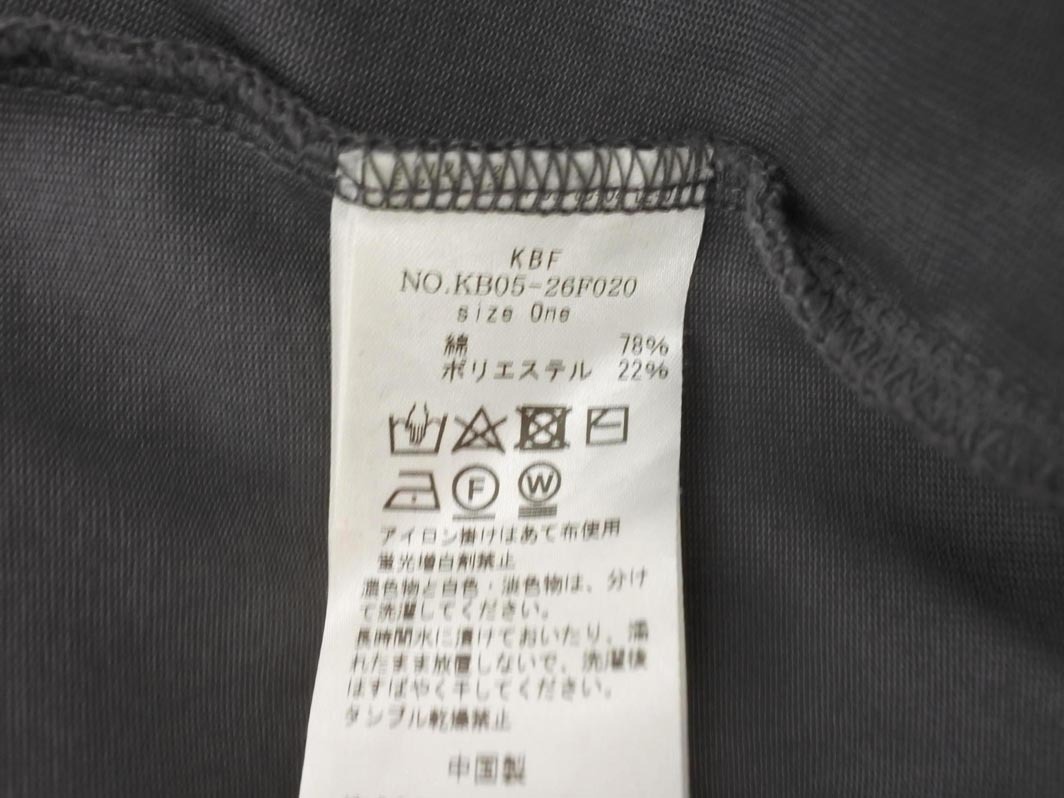 KBF
NO.KB05-26F020
size One
綿 78%
ポリエステル 22%
F W
アイロン掛けはあて布使用
蛍光増白剤禁止
濃色物と白色・淡色物は、分け
て洗濯してください。
長時間水に漬けておいたり、濡
れたまま放置しないで、洗濯後
はすばやく干してください。
タンブル乾燥禁止
中国製